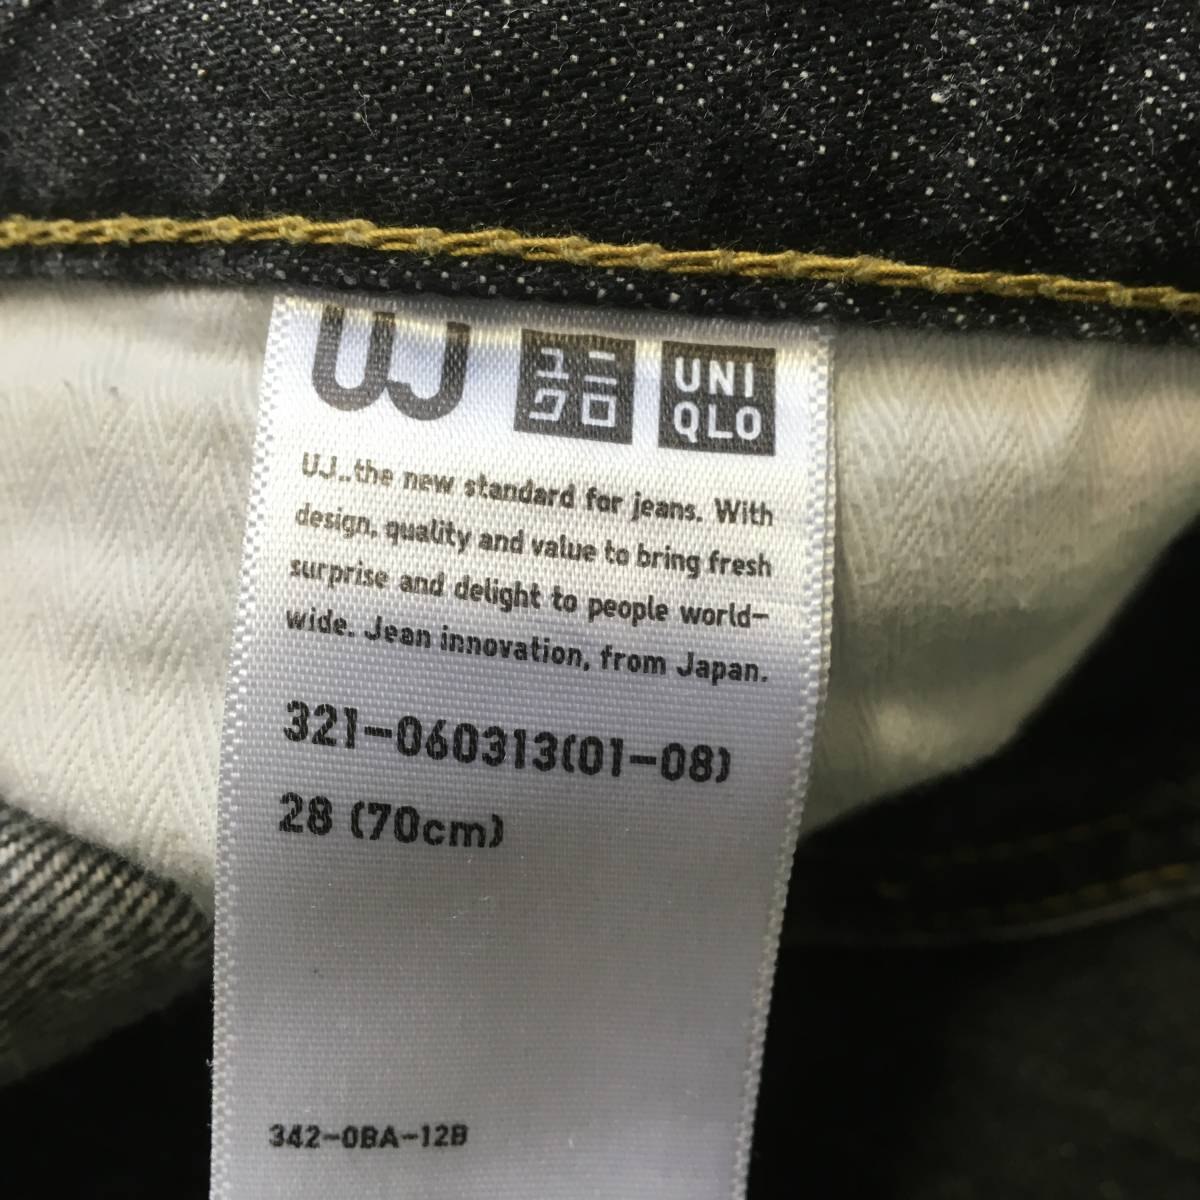 UJ
ユニ
クロ
UNI
QLO
UJ..the new standard for jeans. With
design, quality and value to bring fresh
surprise and delight to people world-
wide. Jean innovation, from Japan.
321-060313(01-08)
28 (70cm)
342-0BA-12B